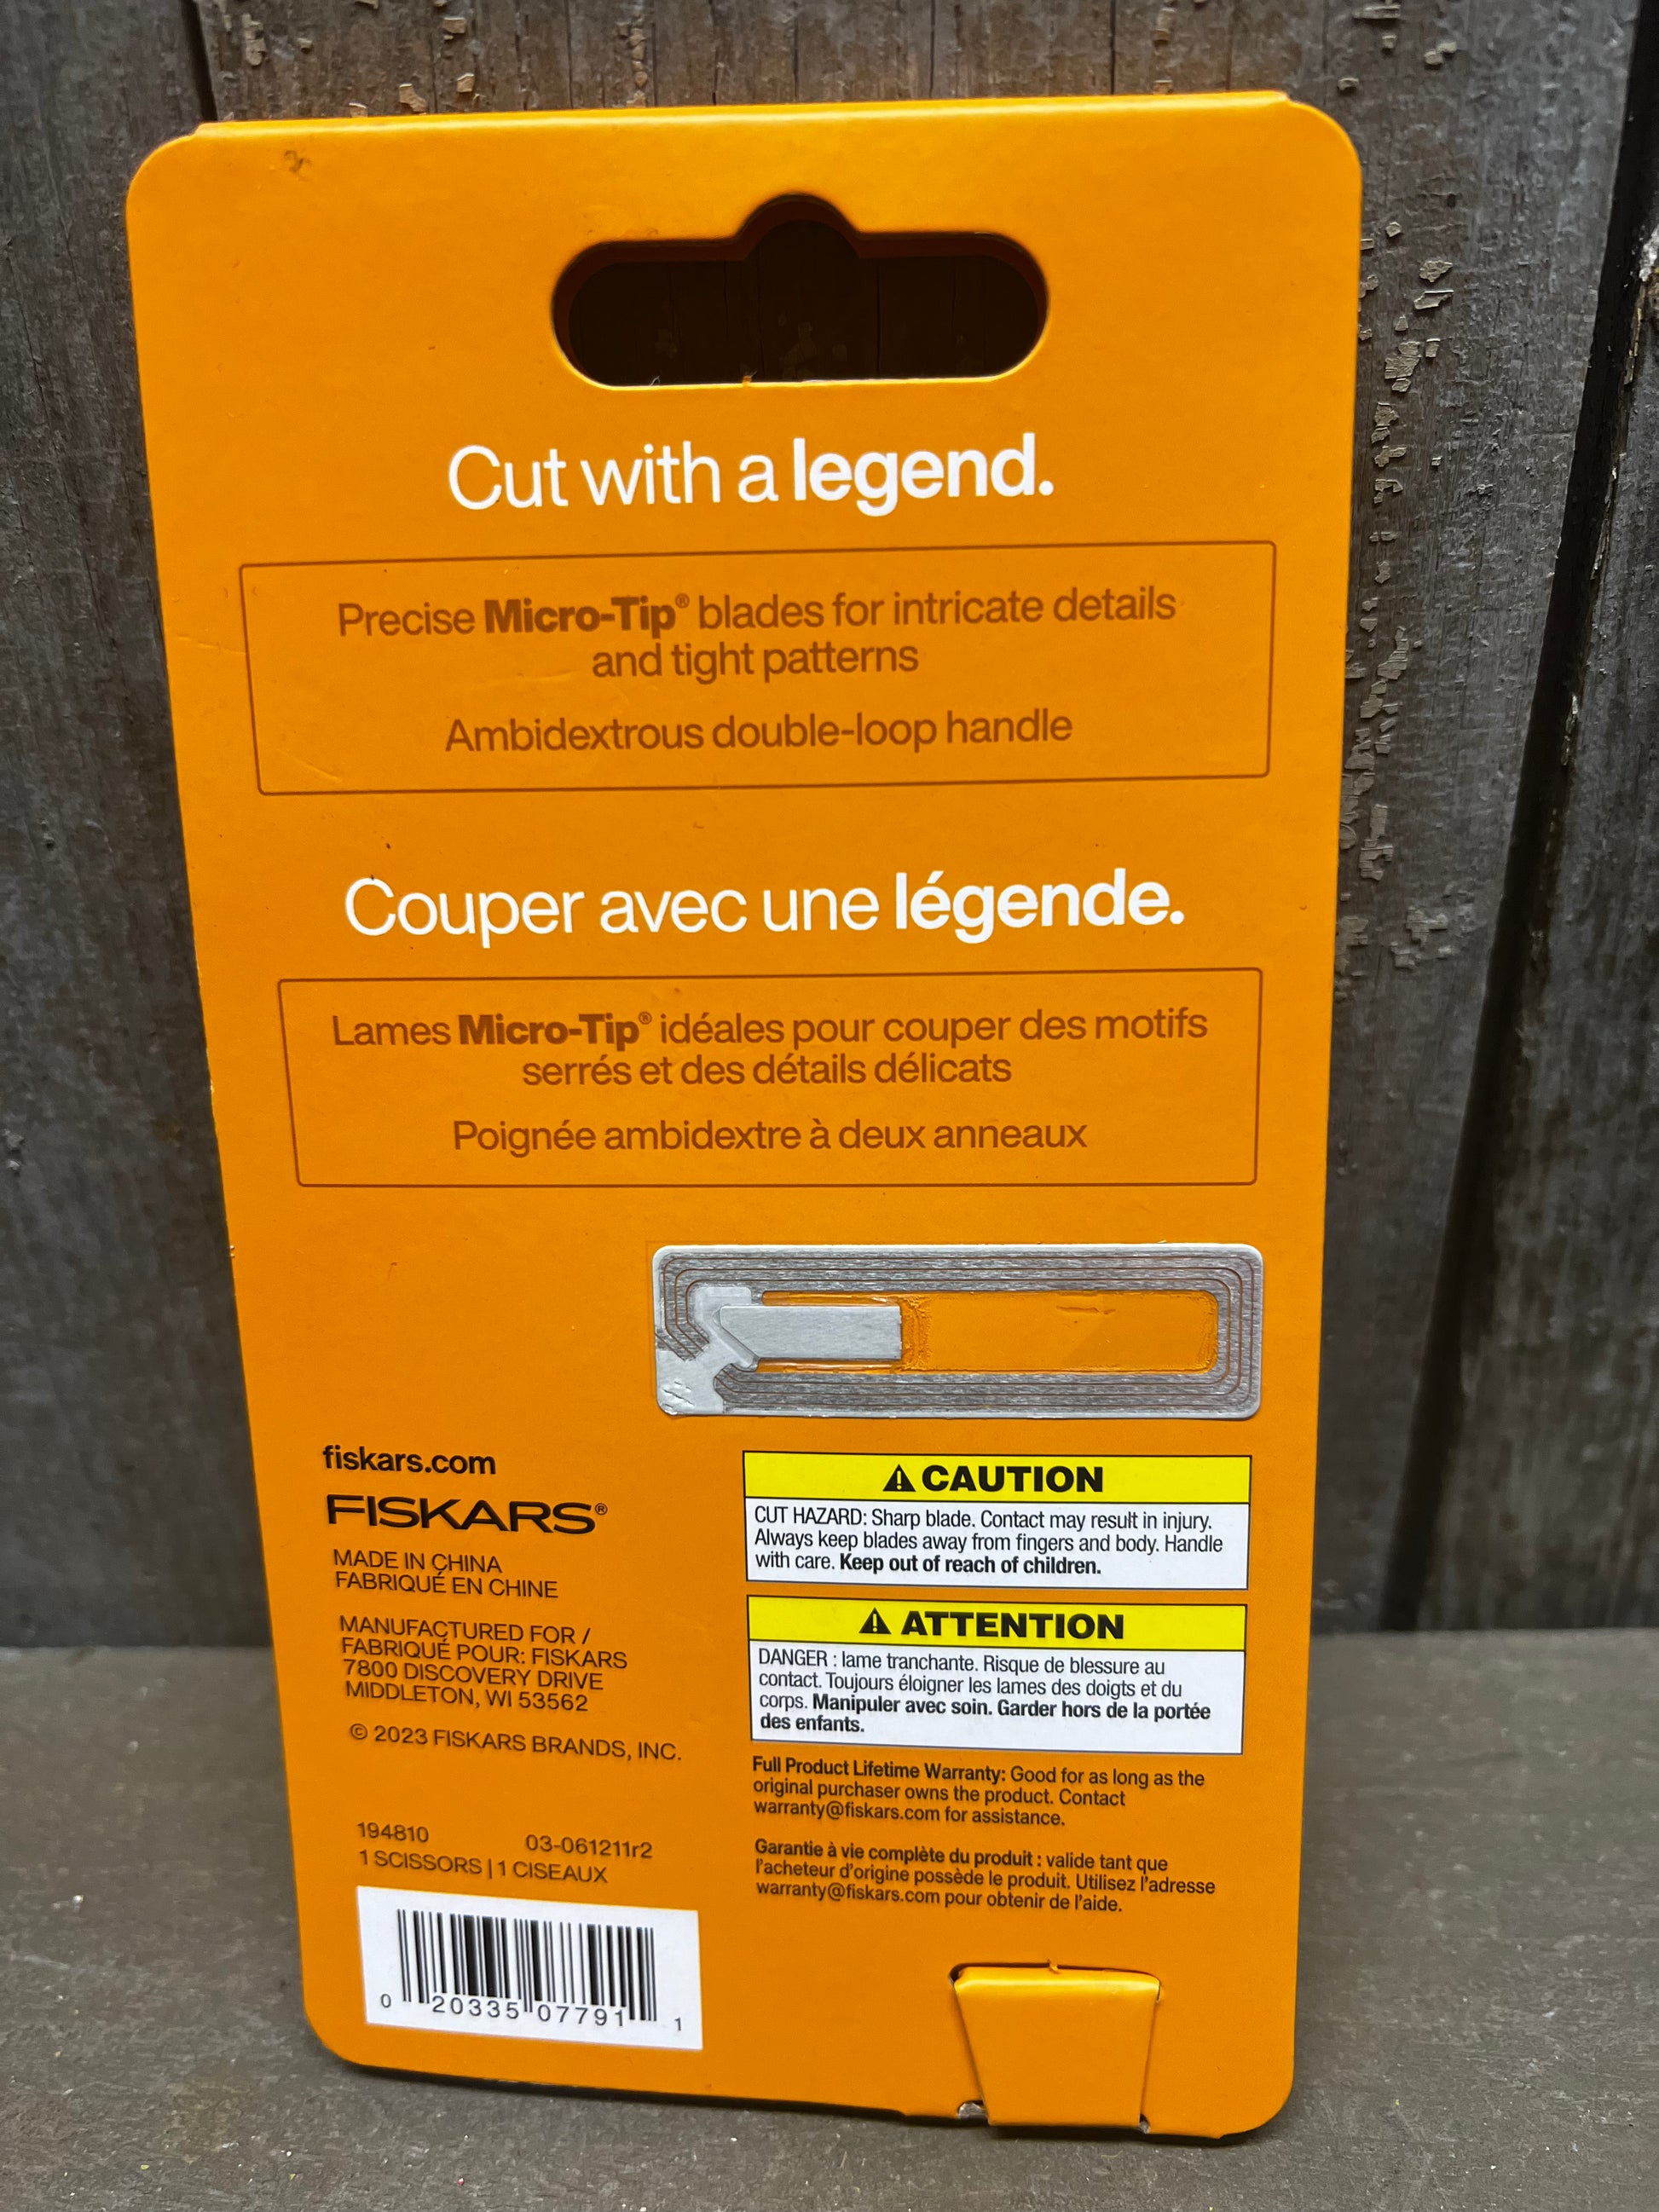 Cut with a legend.
Precise Micro-Tip® blades for intricate details
and tight patterns
Ambidextrous double-loop handle
Couper avec une légende.
Lames Micro-Tip® idéales pour couper des motifs
serrés et des détails délicats
Poignée ambidextre à deux anneaux
fiskars.com
FISKARS®
MADE IN CHINA
FABRIQUÉ EN CHINE
MANUFACTURED FOR /
FABRIQUÉ POUR: FISKARS
7800 DISCOVERY DRIVE
MIDDLETON, WI 53562
© 2023 FISKARS BRANDS, INC.
194810 03-061211r2
1 SCISSORS | 1 CISEAUX
0 20335 07791 1
CAUTION
CUT HAZARD: Sharp blade. Contact may result in injury.
Always keep blades away from fingers and body. Handle
with care. Keep out of reach of children.
ATTENTION
DANGER : lame tranchante. Risque de blessure au
contact. Toujours éloigner les lames des doigts et du
corps. Manipuler avec soin. Garder hors de la portée
des enfants.
Full Product Lifetime Warranty: Good for as long as the
original purchaser owns the product. Contact
warranty@fiskars.com for assistance.
Garantie à vie complète du produit : valide tant que
l'acheteur d'origine possède le produit. Utilisez l'adresse
warranty@fiskars.com pour obtenir de l'aide.